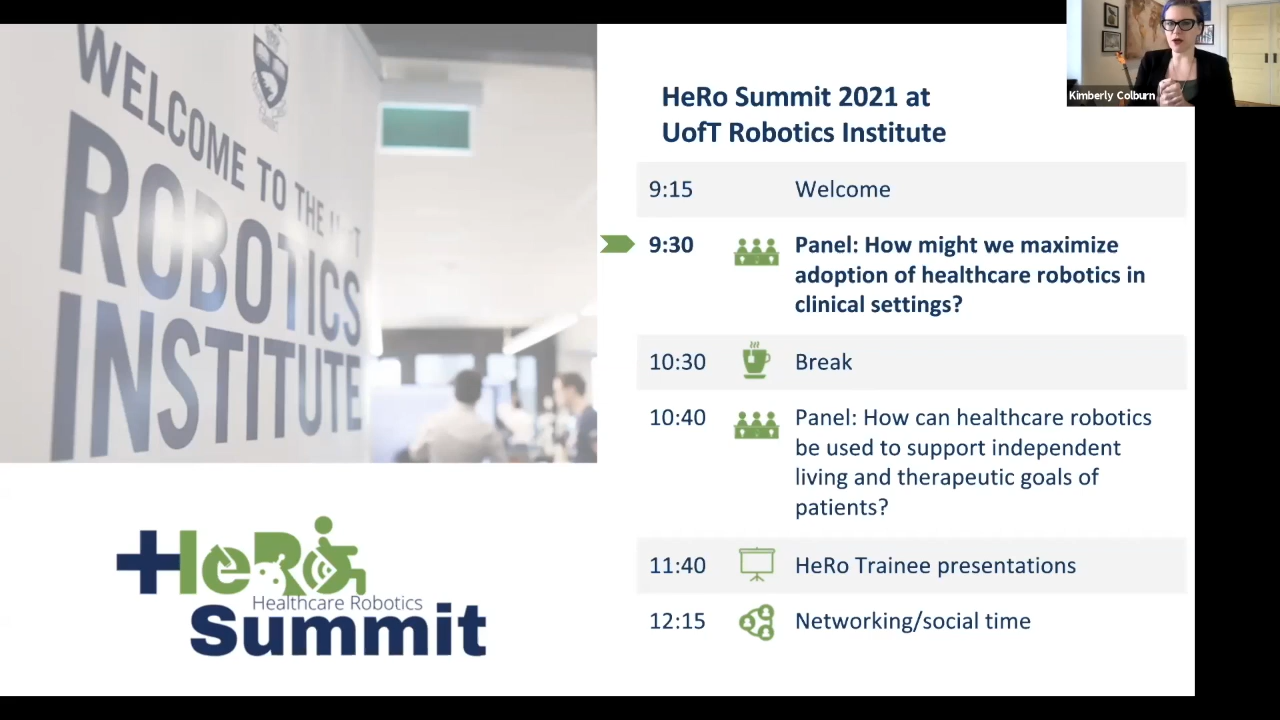 WELCOME TO THE U T
ROBOTICS
INSTITUTE
HeRo
Healthcare Robotics
Summit
HeRo Summit 2021 at
UofT Robotics Institute
9:15 Welcome
9:30 Panel: How might we maximize
adoption of healthcare robotics in
clinical settings?
10:30 Break
10:40 Panel: How can healthcare robotics
be used to support independent
living and therapeutic goals of
patients?
11:40 HeRo Trainee presentations
12:15 Networking/social time
Kimberly Colburn